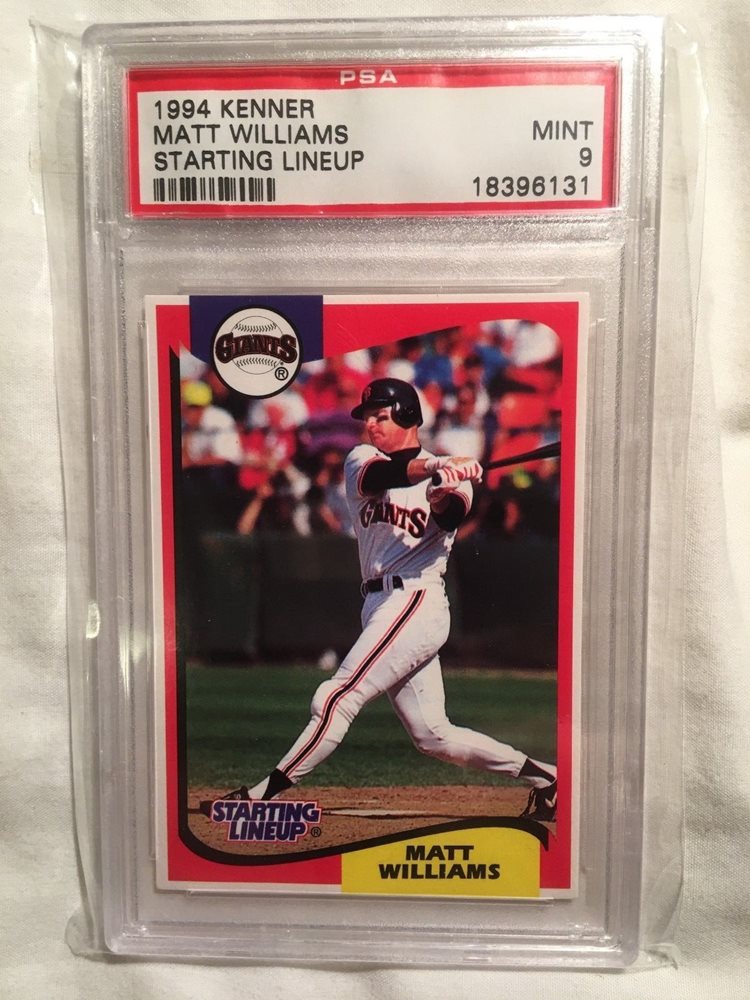 PSA
1994 KENNER
MATT WILLIAMS
MINT
STARTING LINEUP
9
18396131
GIANTS
®
GIANTS
STARTING
LINEUP ®
MATT
WILLIAMS